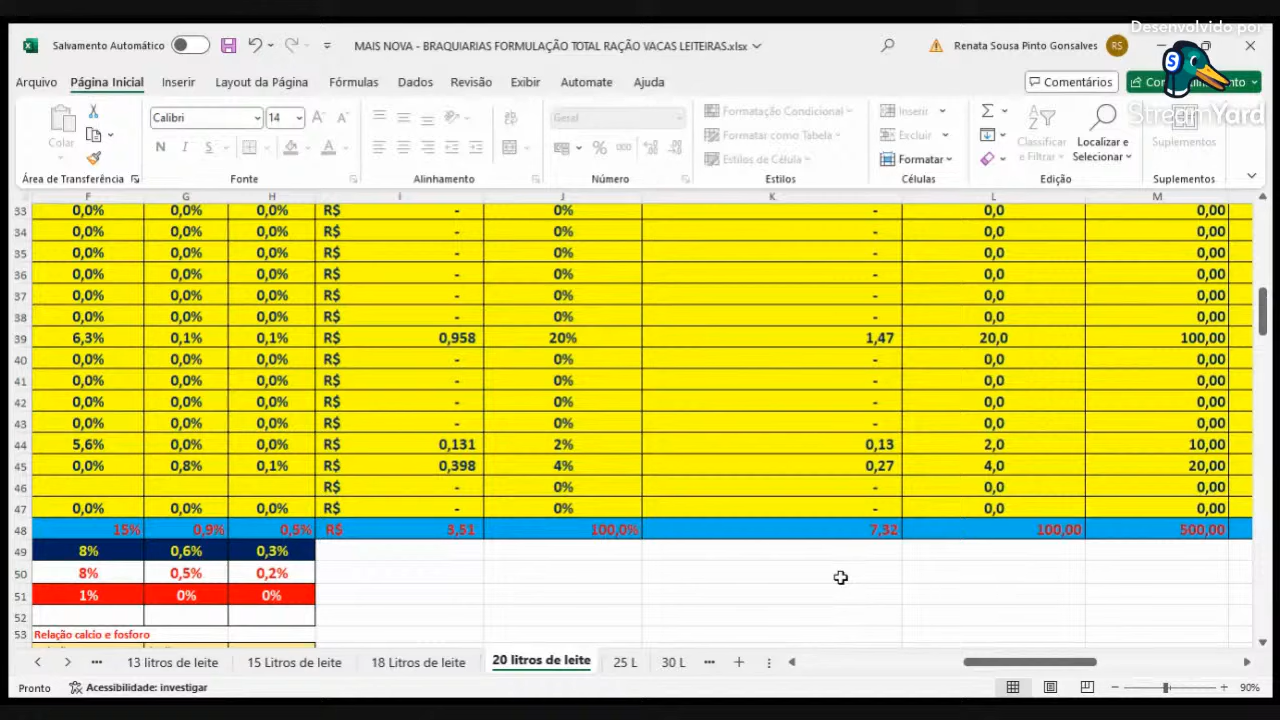 Desenvolvido por
StreamYard
Salvamento Automático
MAIS NOVA - BRAQUIARIAS FORMULAÇÃO TOTAL RAÇÃO VACAS LEITEIRAS.xlsx
Renata Sousa Pinto Gonsalves RS
Arquivo Página Inicial Inserir Layout da Página Fórmulas Dados Revisão Exibir Automate Ajuda Comentários
Colar
Calibri 14
N I S
Geral
Formatação Condicional
Formatar como Tabela
Estilos de Célula
Inserir
Excluir
Formatar
Classificar e Filtrar
Localizar e Selecionar
Suplementos
Área de Transferência Fonte Alinhamento Número Estilos Células Edição Suplementos
F G H I J K L M
33 0,0% 0,0% 0,0% R$ - 0% - 0,0 0,00
34 0,0% 0,0% 0,0% R$ - 0% - 0,0 0,00
35 0,0% 0,0% 0,0% R$ - 0% - 0,0 0,00
36 0,0% 0,0% 0,0% R$ - 0% - 0,0 0,00
37 0,0% 0,0% 0,0% R$ - 0% - 0,0 0,00
38 0,0% 0,0% 0,0% R$ - 0% - 0,0 0,00
39 6,3% 0,1% 0,1% R$ 0,958 20% 1,47 20,0 100,00
40 0,0% 0,0% 0,0% R$ - 0% - 0,0 0,00
41 0,0% 0,0% 0,0% R$ - 0% - 0,0 0,00
42 0,0% 0,0% 0,0% R$ - 0% - 0,0 0,00
43 0,0% 0,0% 0,0% R$ - 0% - 0,0 0,00
44 5,6% 0,0% 0,0% R$ 0,131 2% 0,13 2,0 10,00
45 0,0% 0,8% 0,1% R$ 0,398 4% 0,27 4,0 20,00
46 R$ - 0% - 0,0 0,00
47 0,0% 0,0% 0,0% R$ - 0% - 0,0 0,00
48 15% 0,9% 0,5% R$ 3,51 100,0% 7,32 100,00 500,00
49 8% 0,6% 0,3%
50 8% 0,5% 0,2%
51 1% 0% 0%
52
53 Relação calcio e fosforo
13 litros de leite 15 Litros de leite 18 Litros de leite 20 litros de leite 25 L 30 L
Pronto Acessibilidade: investigar 90%